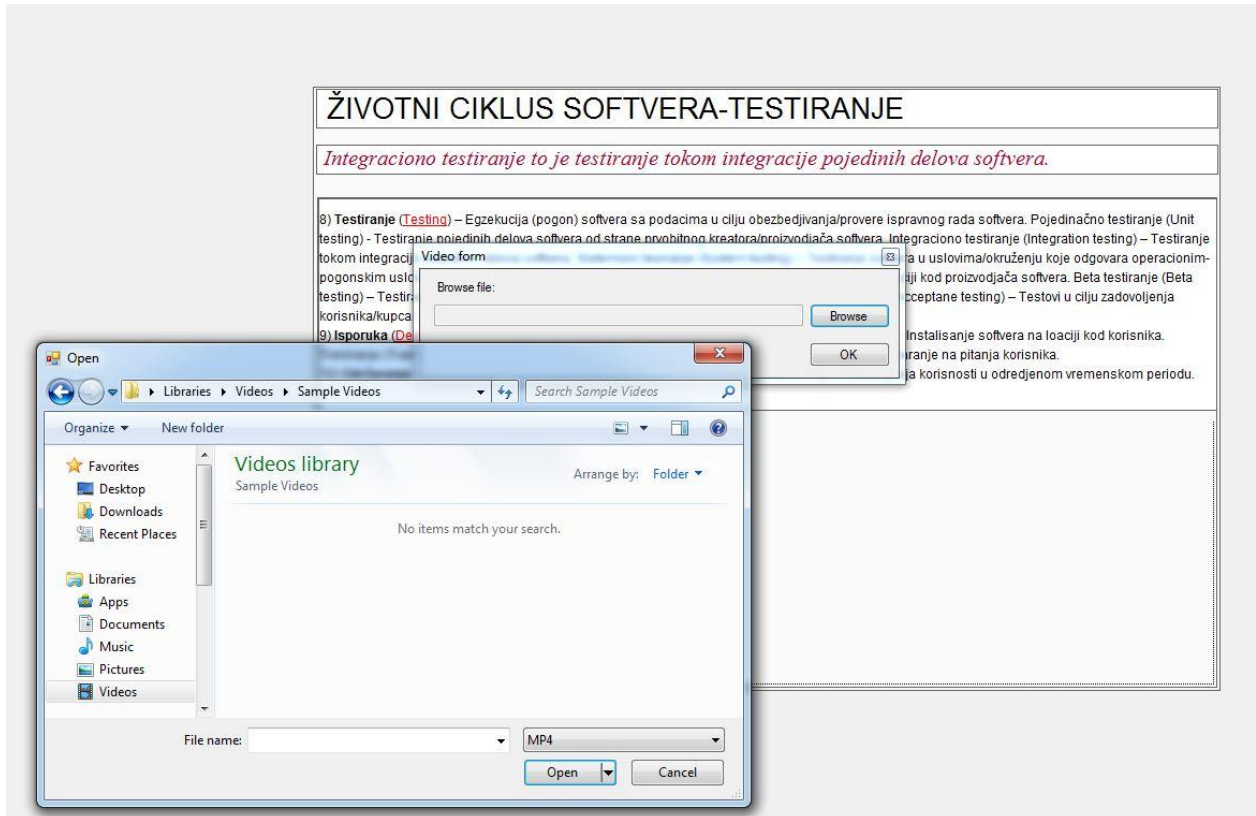 ŽIVOTNI CIKLUS SOFTVERA-TESTIRANJE
Integraciono testiranje to je testiranje tokom integracije pojedinih delova softvera.
8) Testiranje (Testing) – Egzekucija (pogon) softvera sa podacima u cilju obezbedjivanja/provere ispravnog rada softvera. Pojedinačno testiranje (Unit
testing) - Testiranje pojedinih delova softvera od strane prvobitnog kreatora/proizvodjača softvera. Integraciono testiranje (Integration testing) – Testiranje
tokom integracij
a u uslovima/okruženju koje odgovara operacionim-
pogonskim uslo
iji kod proizvodjača softvera. Beta testiranje (Beta
testing) – Testira
cceptane testing) – Testovi u cilju zadovoljenja
korisnika/kupca
9) Isporuka (De
Instalisanje softvera na loaciji kod korisnika.
aranje na pitanja korisnika.
ja korisnosti u odredjenom vremenskom periodu.
Video form
Browse file:
Browse
OK
Open
Libraries Videos Sample Videos
Search Sample Videos
Organize New folder
Favorites
Desktop
Downloads
Recent Places
Libraries
Apps
Documents
Music
Pictures
Videos
Videos library
Sample Videos
Arrange by: Folder
No items match your search.
File name:
MP4
Open Cancel